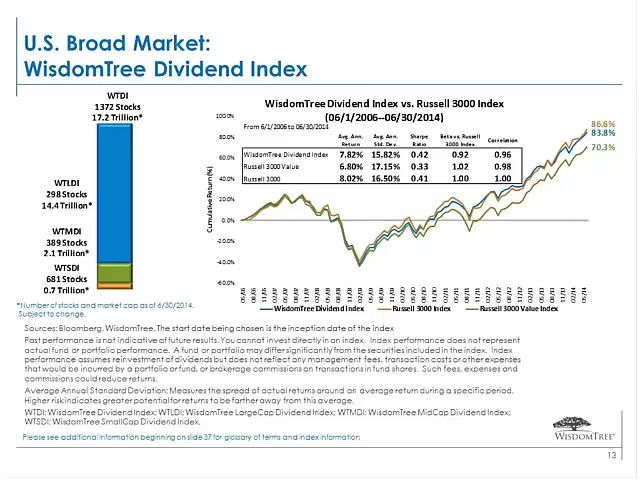 U.S. Broad Market:
WisdomTree Dividend Index
WTDI
1372 Stocks
17.2 Trillion*
WTLDI
298 Stocks
14.4 Trillion*
WTMDI
389 Stocks
2.1 Trillion*
WTSDI
681 Stocks
0.7 Trillion*
*Number of stocks and market cap as of 6/30/2014.
Subject to change.
WisdomTree Dividend Index vs. Russell 3000 Index
(06/1/2006--06/30/2014)
From 6/1/2006 to 06/30/2014
Avg. Ann. Return Avg. Ann. Std. Dev. Sharpe Ratio Beta vs. Russell 3000 Index Correlation
WisdomTree Dividend Index 7.82% 15.82% 0.42 0.92 0.96
Russell 3000 Value 6.80% 17.15% 0.33 1.02 0.98
Russell 3000 8.02% 16.50% 0.41 1.00 1.00
86.6%
83.8%
70.3%
Cumulative Return (%)
100.0%
80.0%
60.0%
40.0%
20.0%
0.0%
-20.0%
-40.0%
-60.0%
WisdomTree Dividend Index Russell 3000 Index Russell 3000 Value Index
Sources: Bloomberg, WisdomTree. The start date being chosen is the inception date of the index
Past performance is not indicative of future results. You cannot invest directly in an index. Index performance does not represent
actual fund or portfolio performance. A fund or portfolio may differ significantly from the securities included in the index. Index
performance assumes reinvestment of dividends but does not reflect any management fees, transaction costs or other expenses
that would be incurred by a portfolio or fund, or brokerage commissions on transactions in fund shares. Such fees, expenses and
commissions could reduce returns.
Average Annual Standard Deviation: Measures the spread of actual returns around an average return during a specific period.
Higher risk indicates greater potential for returns to be farther away from this average.
WTDI: WisdomTree Dividend Index; WTLDI: WisdomTree LargeCap Dividend Index; WTMDI: WisdomTree MidCap Dividend Index;
WTSDI: WisdomTree SmallCap Dividend Index.
Please see additional information beginning on slide 37 for glossary of terms and index information
WISDOMTREE®
13